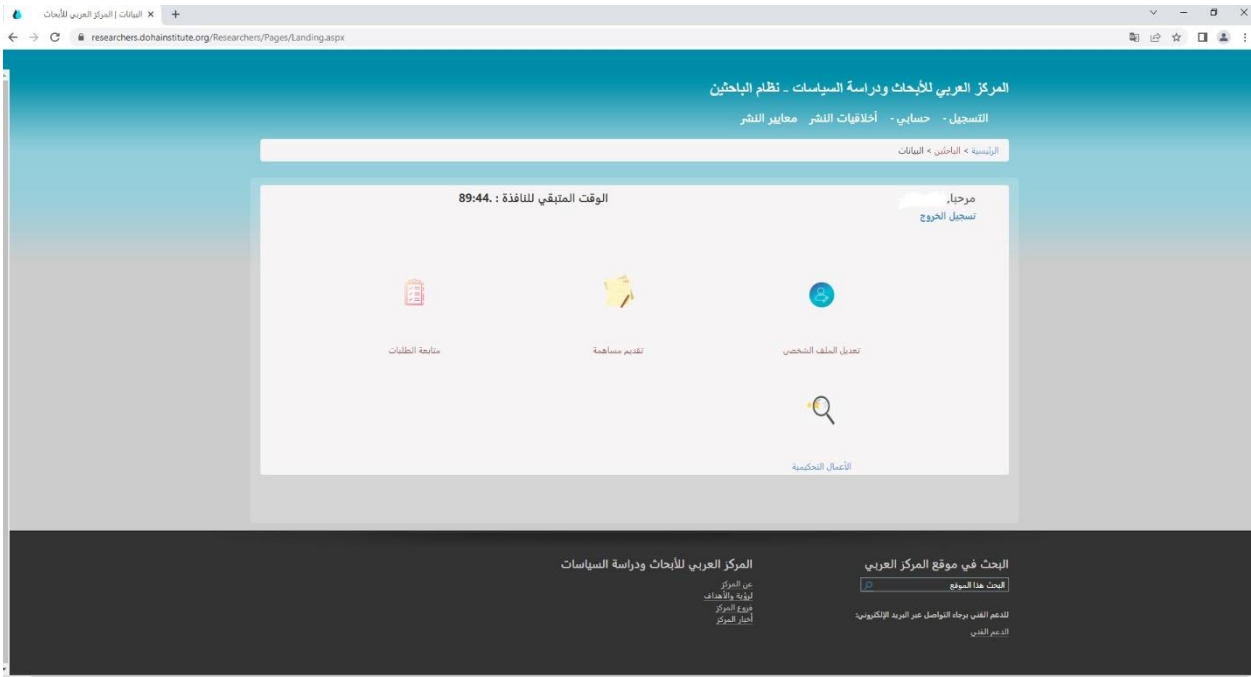 البيانات | المركز العربي للأبحاث
researchers.dohainstitute.org/Researchers/Pages/Landing.aspx
المركز العربي للأبحاث ودراسة السياسات - نظام الباحثين
التسجيل - حسابي - أخلاقيات النشر معايير النشر
الرئيسية > الباحثين > البيانات
مرحبا,
الوقت المتبقي للنافذة : .89:44
تسجيل الخروج
تعديل الملف الشخصي
تقديم مساهمة
متابعة الطلبات
الأعمال التحكيمية
البحث في موقع المركز العربي
البحث هذا الموقع
للدعم الفني برجاء التواصل عبر البريد الإلكتروني:
الدعم الفني
المركز العربي للأبحاث ودراسة السياسات
عن المركز
لرؤية والأهداف
فروع المركز
أخبار المركز